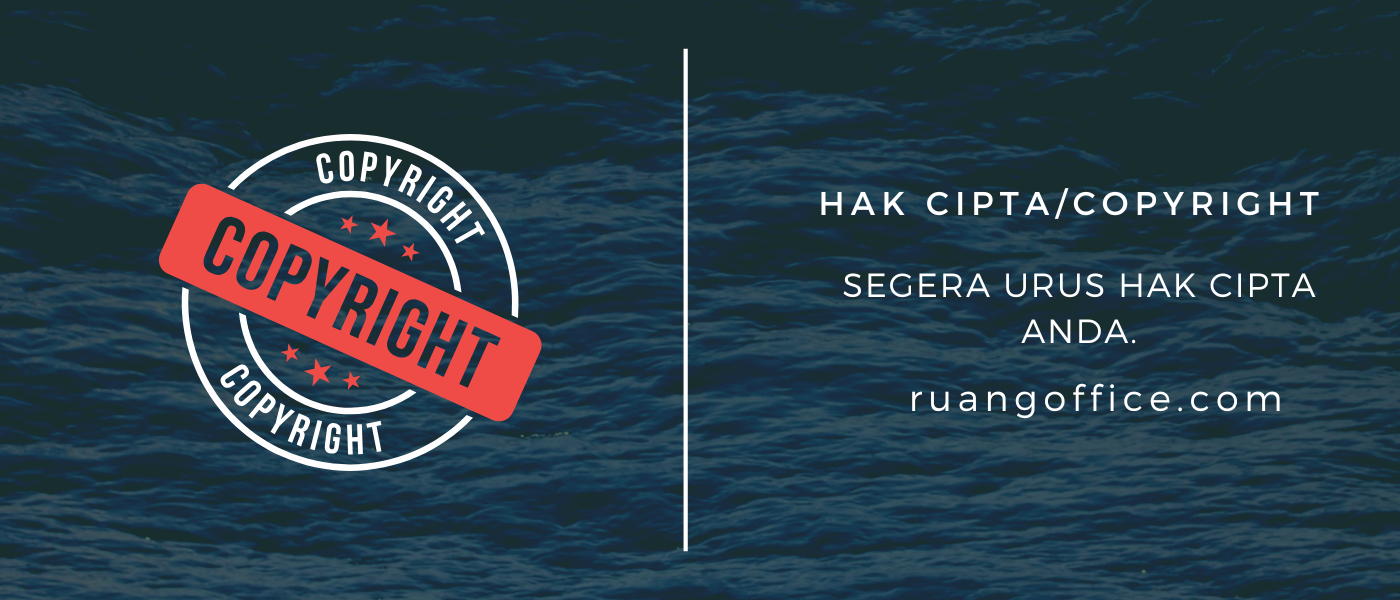 COPYRIGHT
COPYRIGHT
COPYRIGHT
HAK CIPTA/COPYRIGHT
SEGERA URUS HAK CIPTA
ANDA.
ruangoffice.com